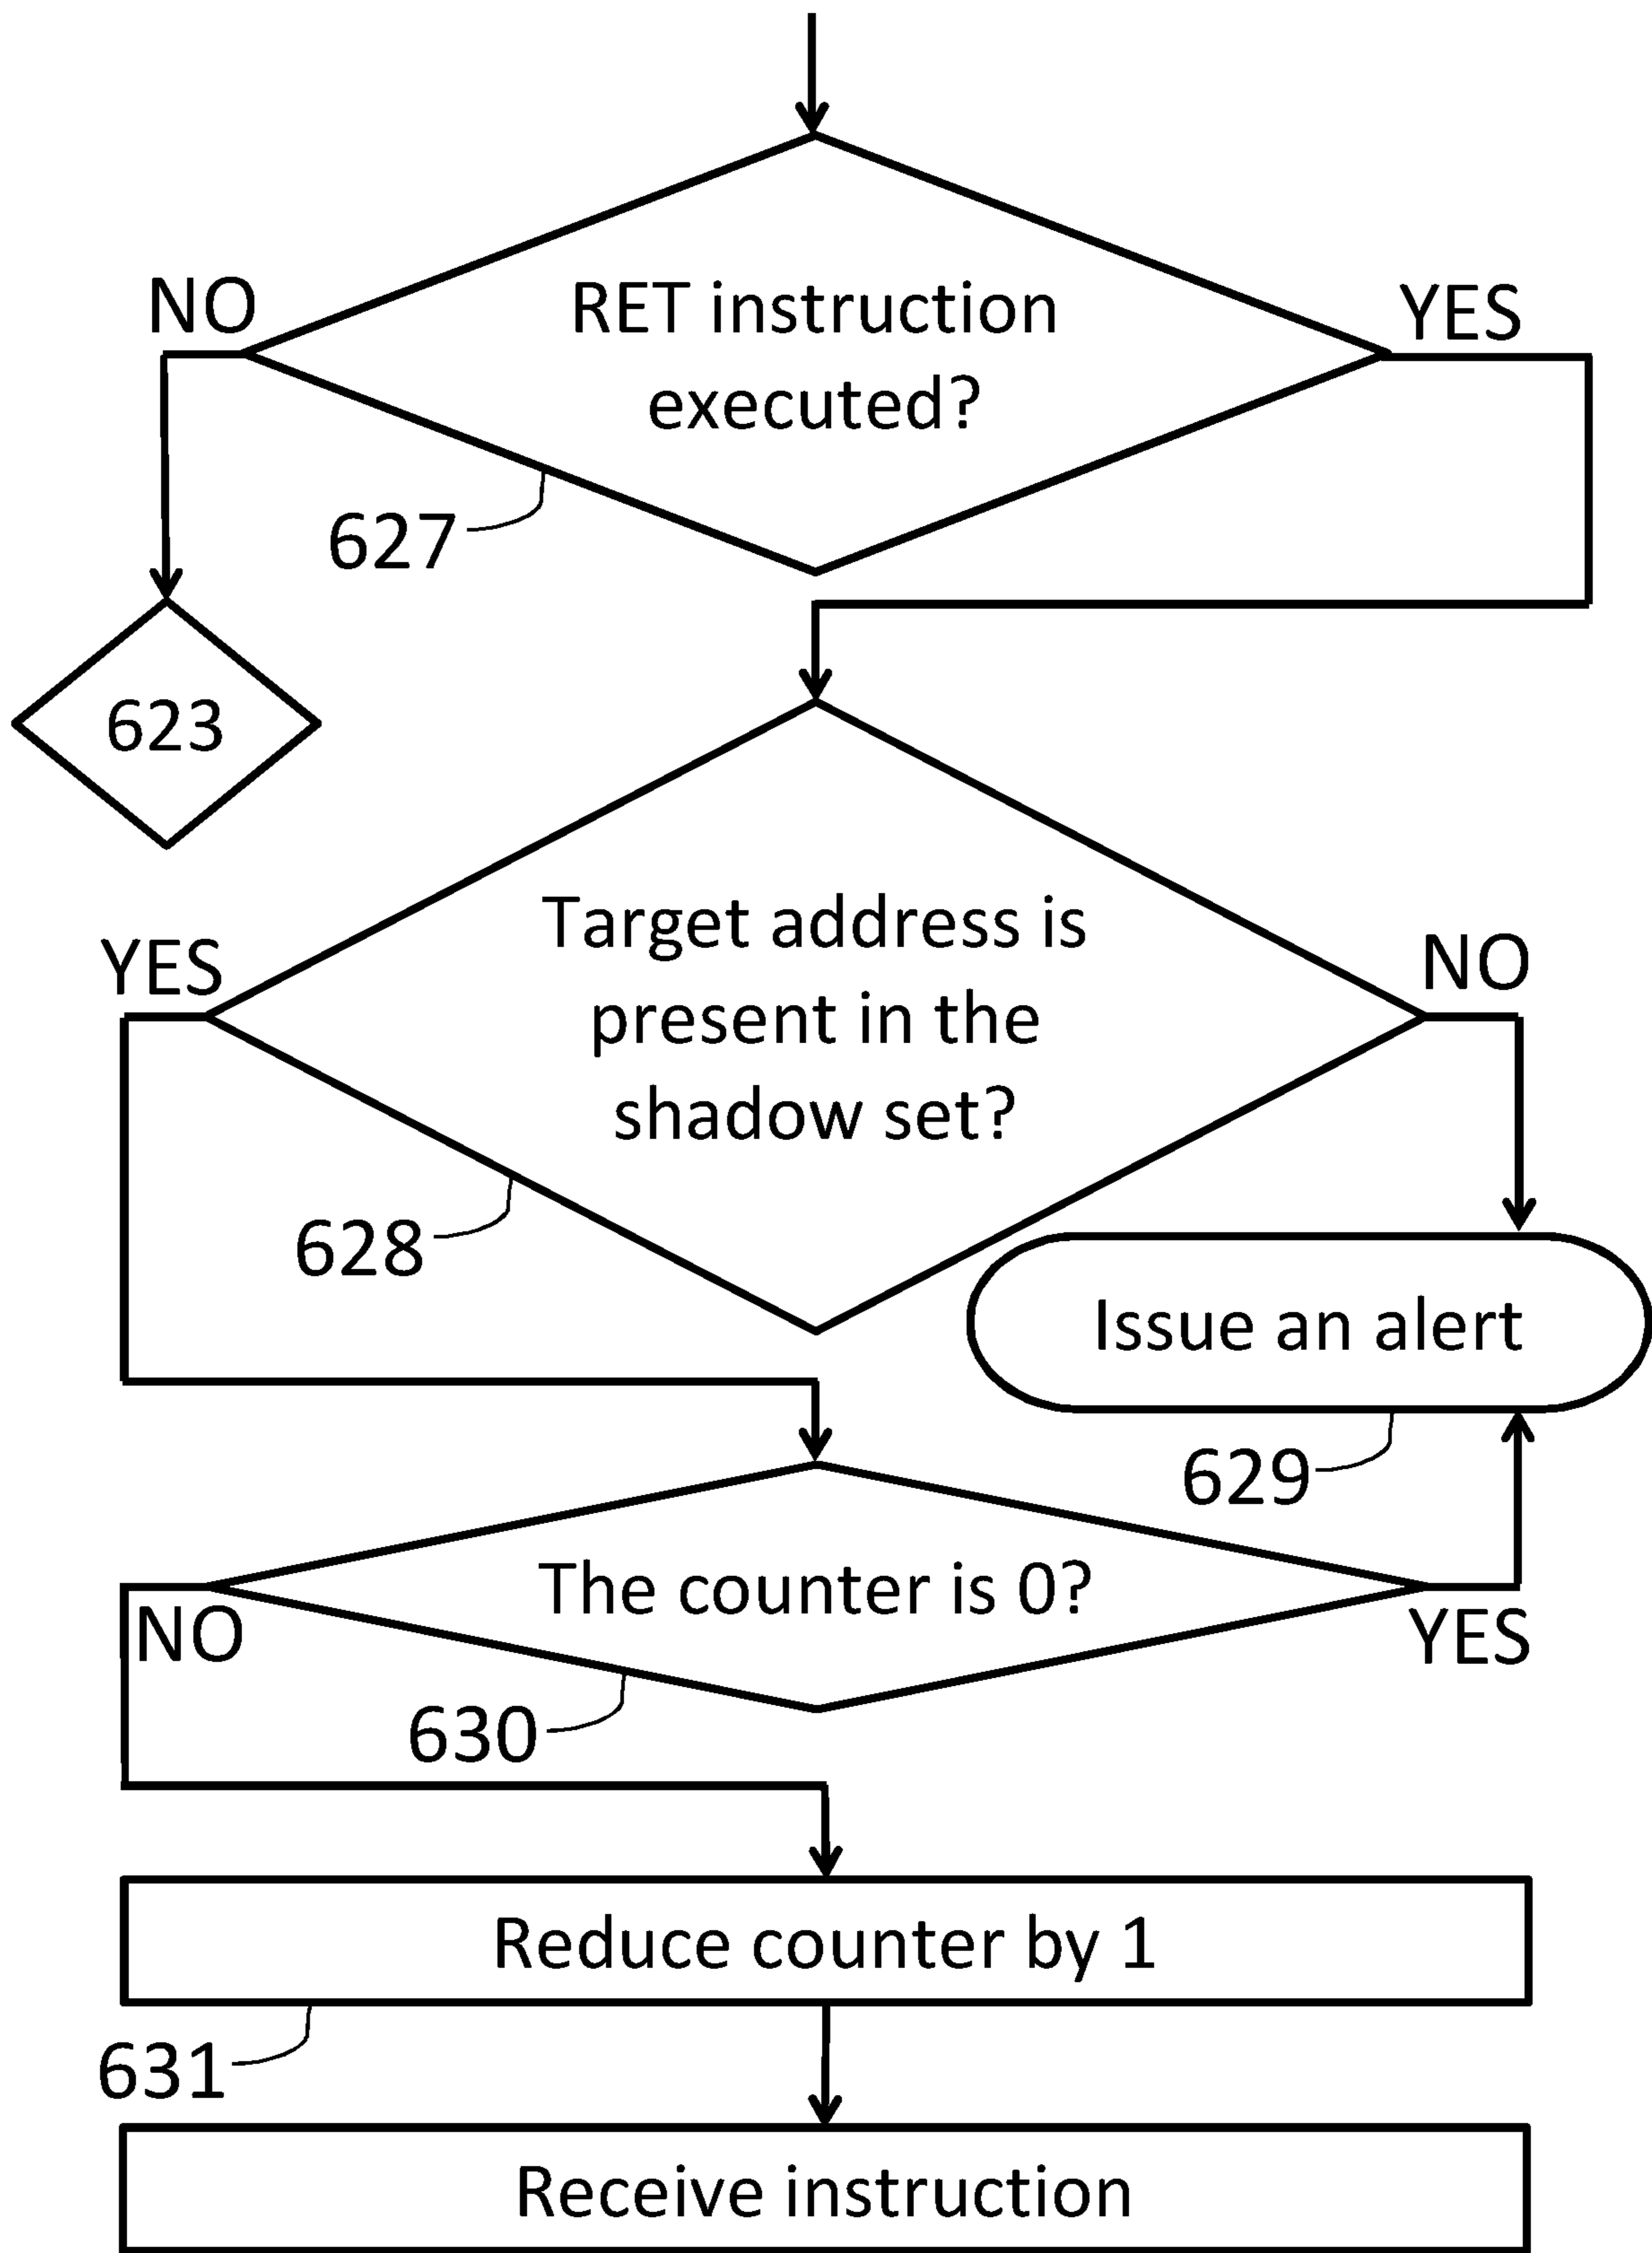 NO
RET instruction
executed?
YES
627
623
Target address is
present in the
shadow set?
YES
NO
628
Issue an alert
629
The counter is 0?
NO
YES
630
Reduce counter by 1
631
Receive instruction